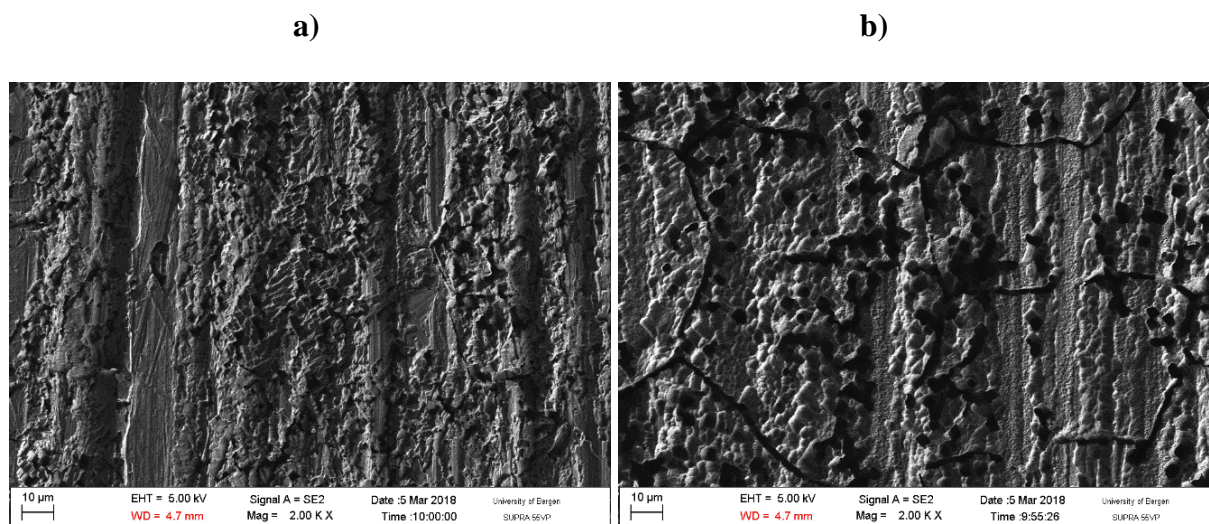 a)
b)
10 µm
EHT = 5.00 kV
WD = 4.7 mm
Signal A = SE2
Mag = 2.00 K X
Date :5 Mar 2018
Time :10:00:00
University of Bergen
SUPRA 55VP
10 µm
EHT = 5.00 kV
WD = 4.7 mm
Signal A = SE2
Mag = 2.00 K X
Date :5 Mar 2018
Time :9:55:26
University of Bergen
SUPRA 55VP